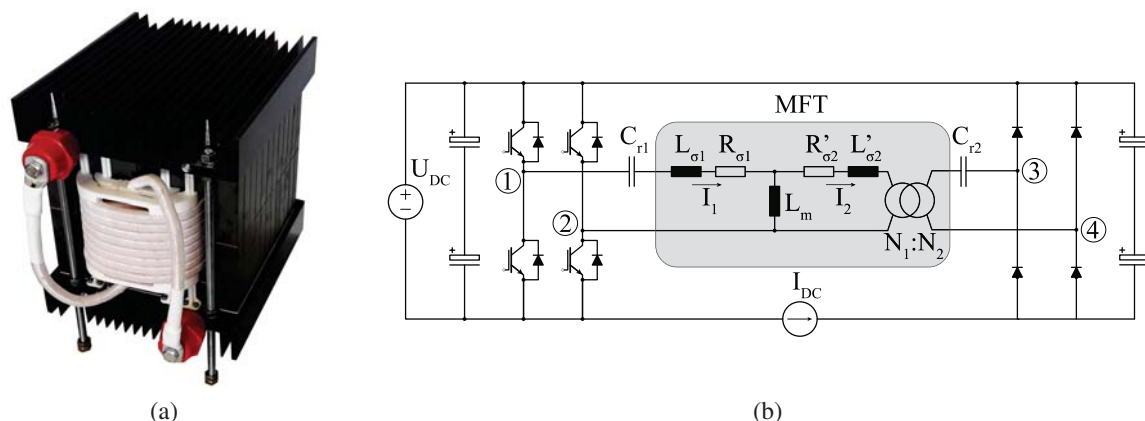 MFT
C_r1
L_σ1
R_σ1
R'_σ2
L'_σ2
C_r2
U_DC
+
−
+
+
+
+
①
②
③
④
I_1
I_2
L_m
N_1:N_2
I_DC
(a)
(b)